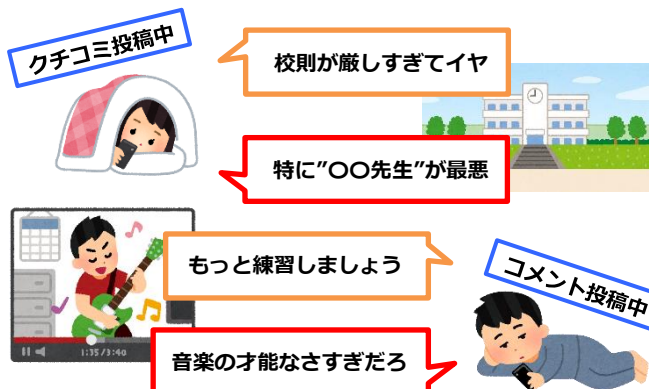 クチコミ投稿中
校則が厳しすぎてイヤ
特に”〇〇先生”が最悪
もっと練習しましょう
コメント投稿中
1:35/3:40
音楽の才能なさすぎだろ